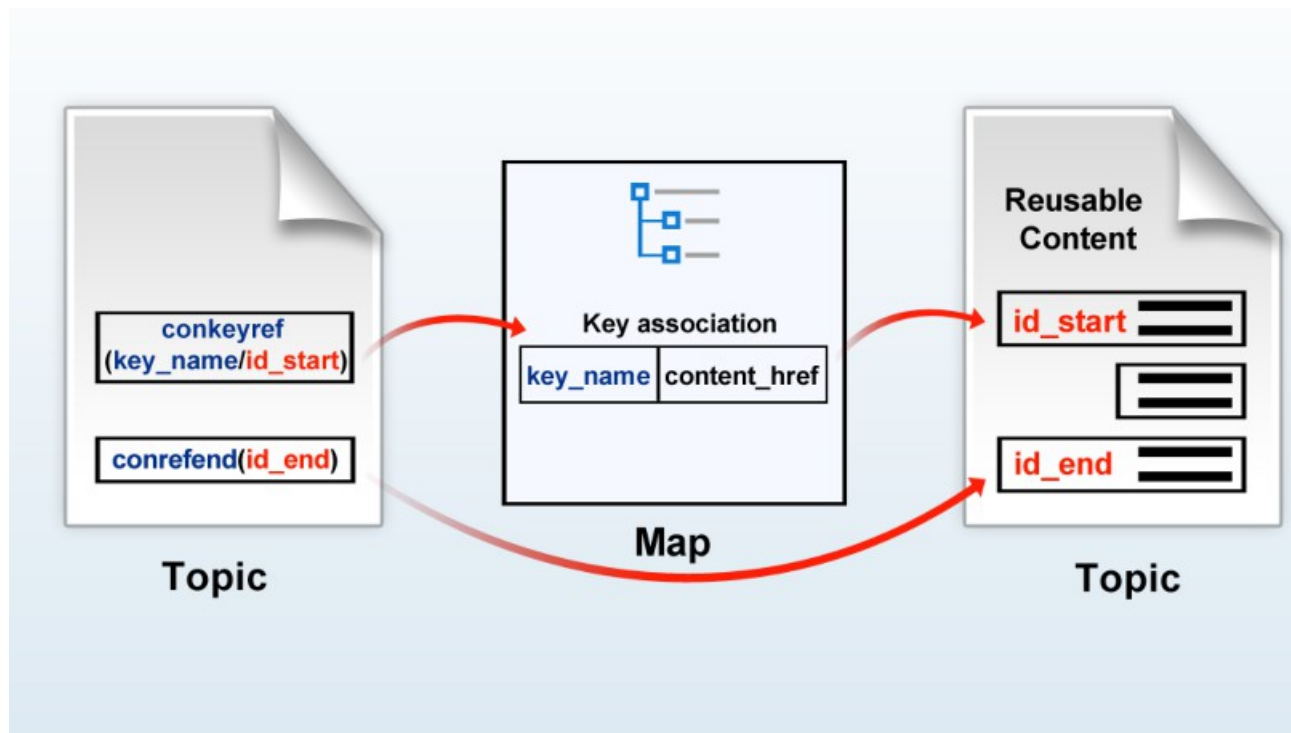 conkeyref
(key_name/id_start)
conrefend(id_end)
Topic
Key association
key_name content_href
Map
Reusable
Content
id_start
id_end
Topic